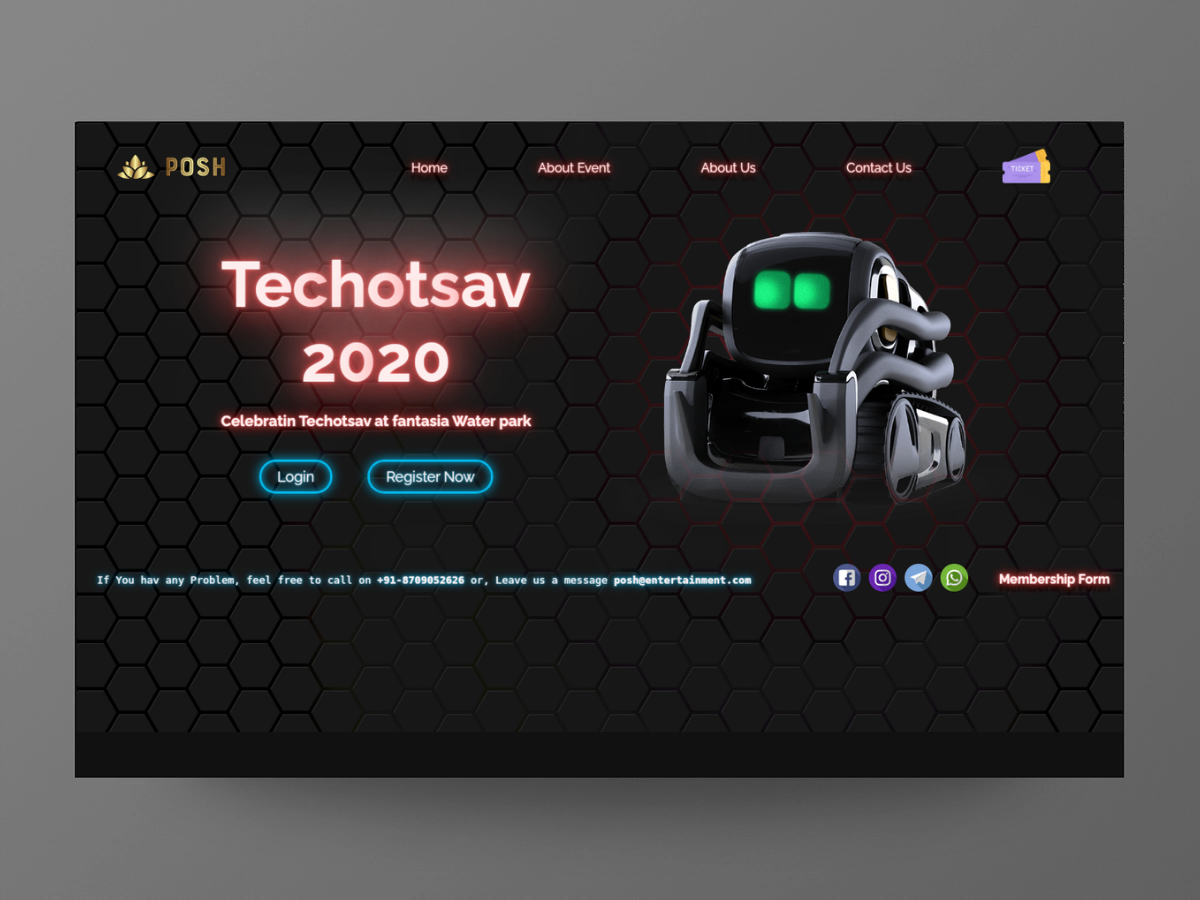 POSH
Home
About Event
About Us
Contact Us
TICKET
Techotsav
2020
Celebratin Techotsav at fantasia Water park
Login
Register Now
If You hav any Problem, feel free to call on +91-8709052626 or, Leave us a message posh@entertainment.com
Membership Form